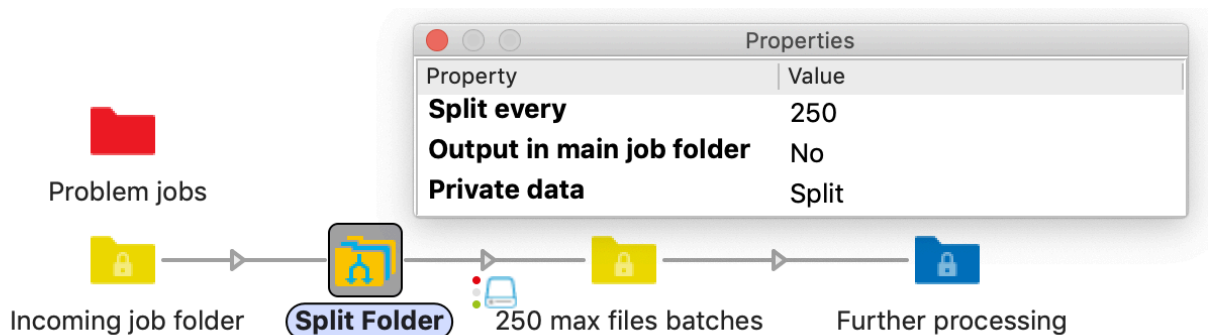 Properties
Property Value
Split every 250
Output in main job folder No
Private data Split
Problem jobs
Incoming job folder Split Folder 250 max files batches Further processing